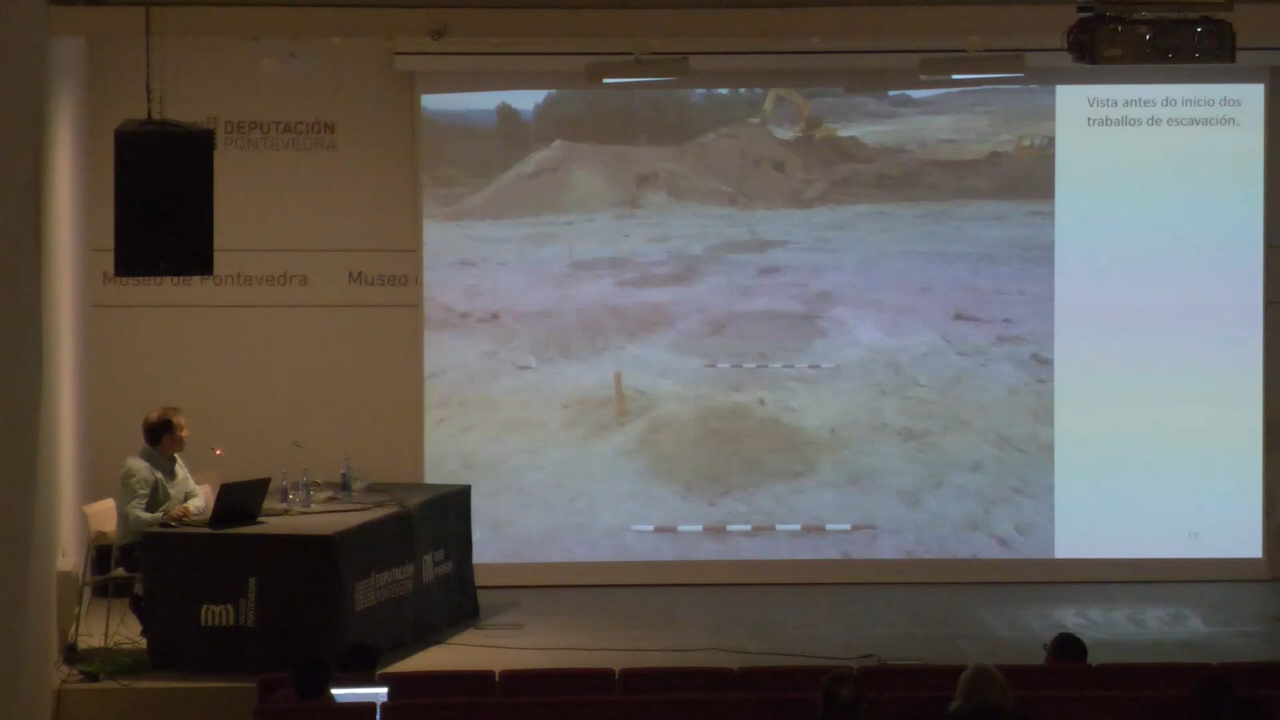 DEPUTACIÓN
PONTEVEDRA
Museo de Pontevedra
Museo
Vista antes do inicio dos
traballos de escavación.
19
DEPUTACIÓN
PONTEVEDRA